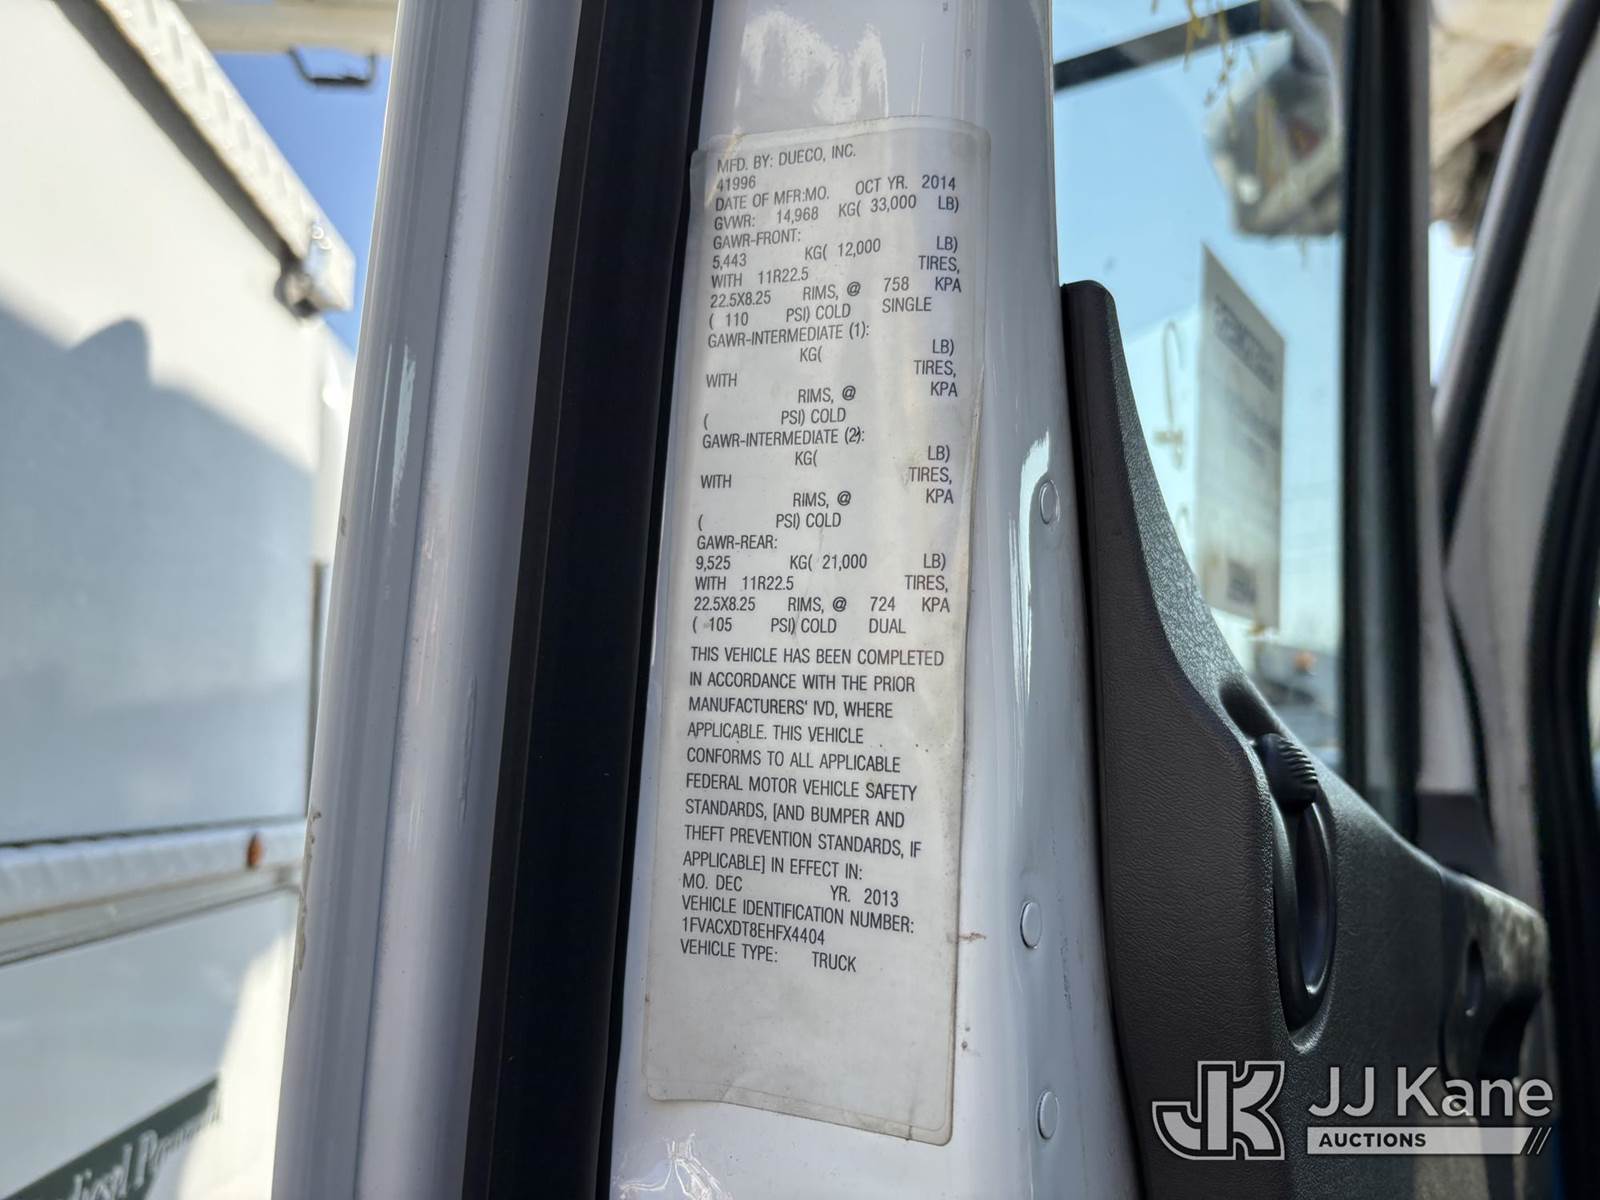 MFD. BY: DUECO, INC.
41996
DATE OF MFR:MO. OCT YR. 2014
GVWR: 14,968 KG( 33,000 LB)
GAWR-FRONT:
5,443 KG( 12,000 LB)
WITH 11R22.5 TIRES,
22.5X8.25 RIMS, @ 758 KPA
( 110 PSI) COLD SINGLE
GAWR-INTERMEDIATE (1):
KG( LB)
WITH TIRES,
RIMS, @ KPA
( PSI) COLD
GAWR-INTERMEDIATE (2):
KG( LB)
WITH TIRES,
RIMS, @ KPA
( PSI) COLD
GAWR-REAR:
9,525 KG( 21,000 LB)
WITH 11R22.5 TIRES,
22.5X8.25 RIMS, @ 724 KPA
( 105 PSI) COLD DUAL
THIS VEHICLE HAS BEEN COMPLETED
IN ACCORDANCE WITH THE PRIOR
MANUFACTURERS' IVD, WHERE
APPLICABLE. THIS VEHICLE
CONFORMS TO ALL APPLICABLE
FEDERAL MOTOR VEHICLE SAFETY
STANDARDS, [AND BUMPER AND
THEFT PREVENTION STANDARDS, IF
APPLICABLE] IN EFFECT IN:
MO. DEC YR. 2013
VEHICLE IDENTIFICATION NUMBER:
1FVACXDT8EHFX4404
VEHICLE TYPE: TRUCK
JK JJ Kane
AUCTIONS